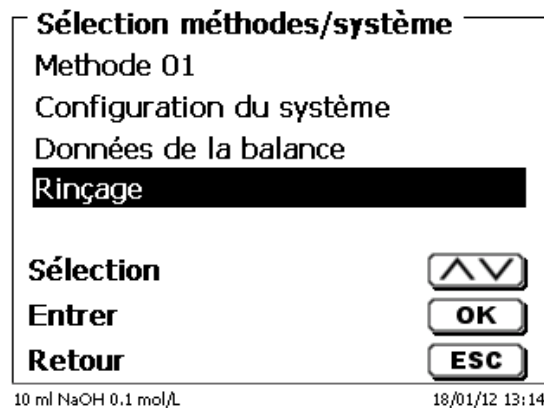 Sélection méthodes/système
Methode 01
Configuration du système
Données de la balance
Rinçage
Sélection
Entrer OK
Retour ESC
10 ml NaOH 0.1 mol/L 18/01/12 13:14